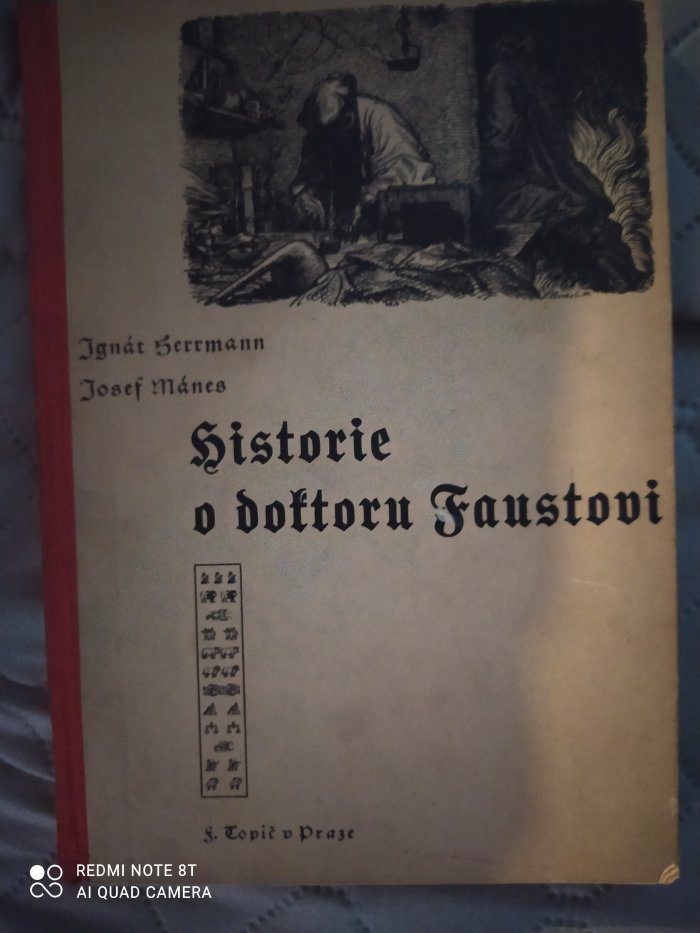 Ignát Herrmann
Josef Mánes
Historie
o doktoru Faustovi
F. Topič v Praze
REDMI NOTE 8T
AI QUAD CAMERA